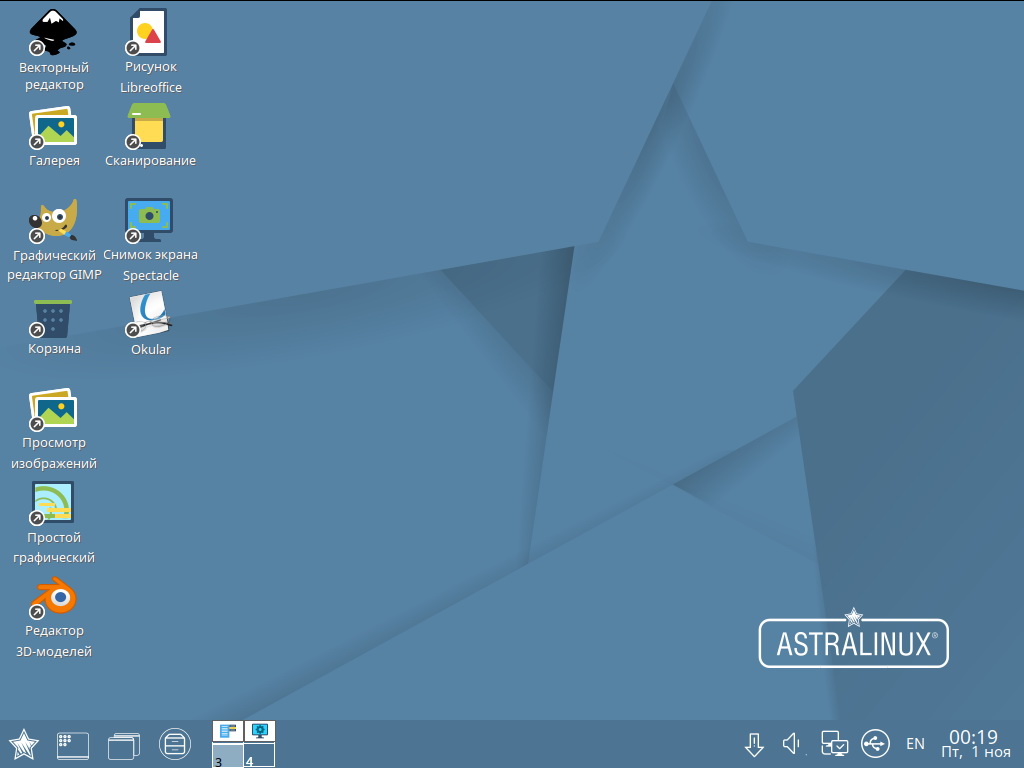 Векторный
редактор
Рисунок
Libreoffice
Галерея
Сканирование
Графический
редактор GIMP
Снимок экрана
Spectacle
Корзина
Okular
Просмотр
изображений
Простой
графический
Редактор
3D-моделей
ASTRALINUX®
3
4
EN
00:19
Пт, 1 ноя